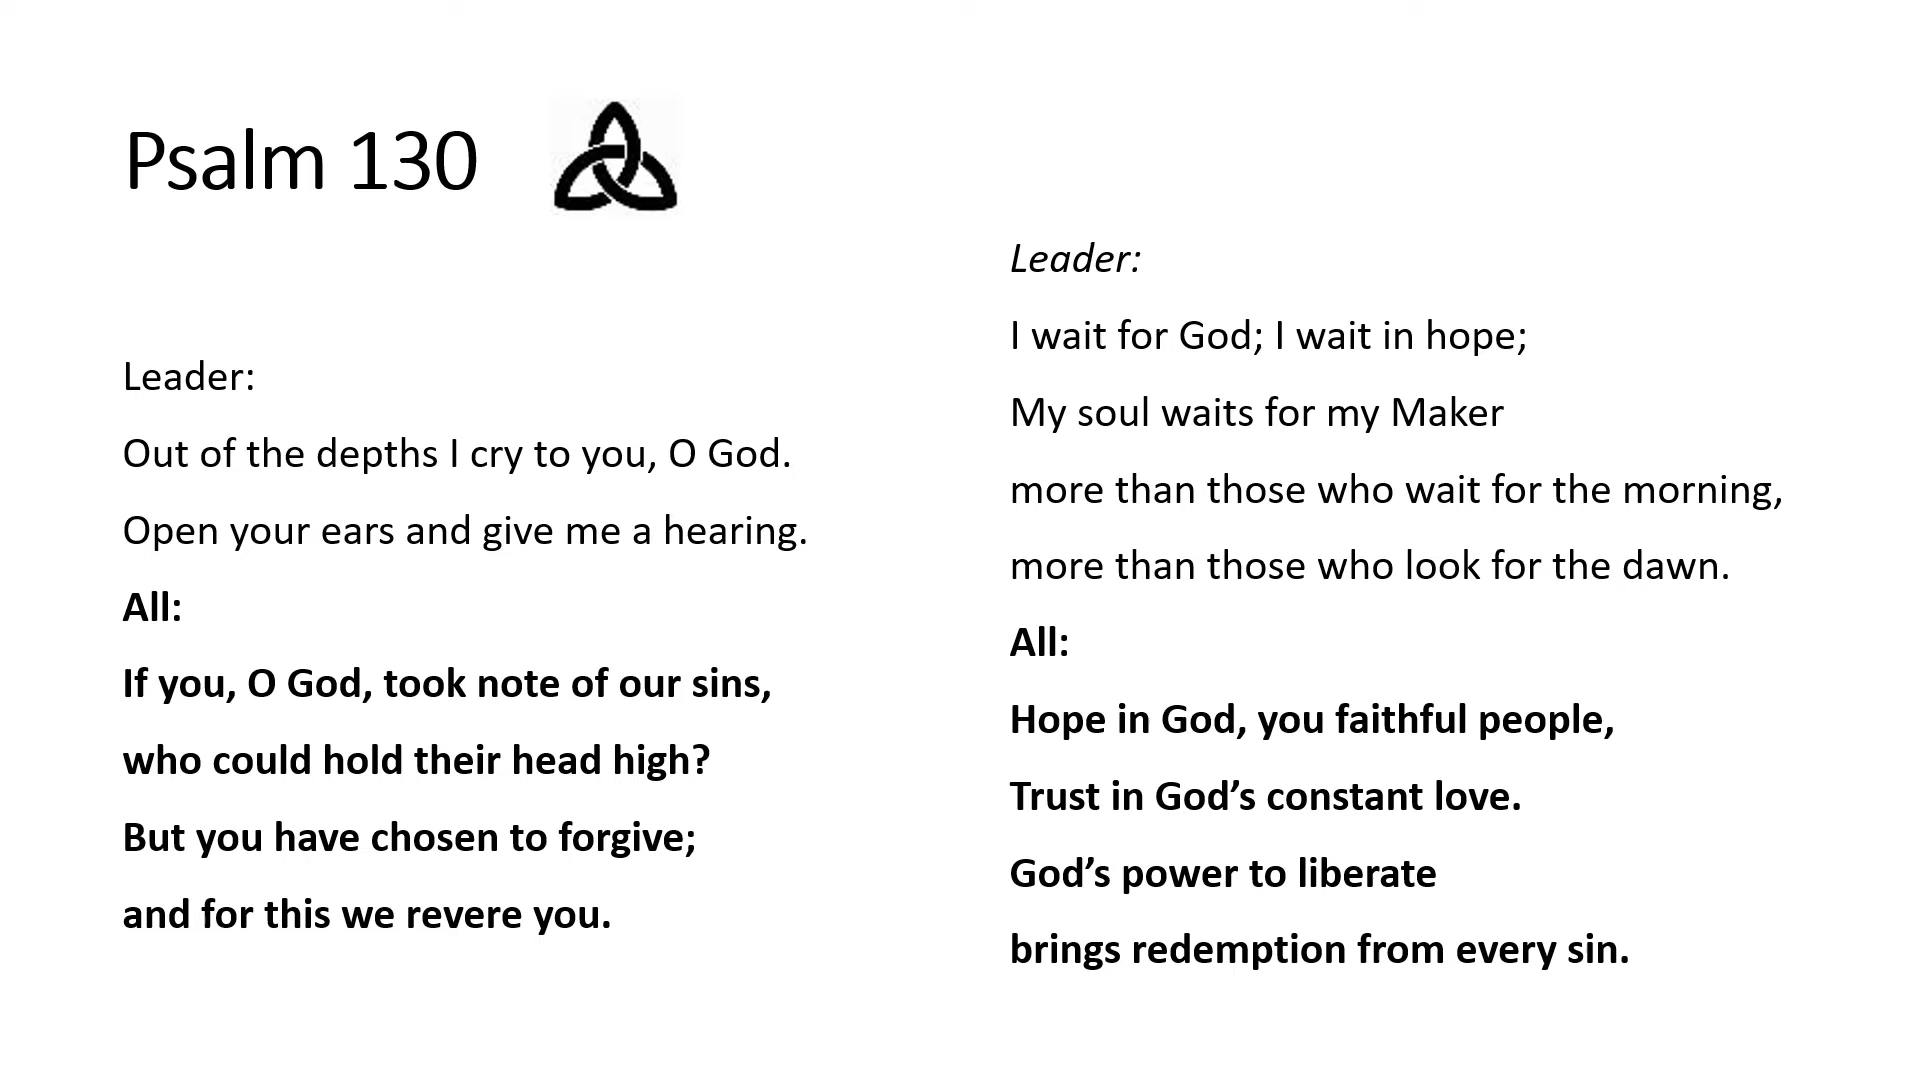 Psalm 130
Leader:
Out of the depths I cry to you, O God.
Open your ears and give me a hearing.
All:
If you, O God, took note of our sins,
who could hold their head high?
But you have chosen to forgive;
and for this we revere you.
Leader:
I wait for God; I wait in hope;
My soul waits for my Maker
more than those who wait for the morning,
more than those who look for the dawn.
All:
Hope in God, you faithful people,
Trust in God’s constant love.
God’s power to liberate
brings redemption from every sin.